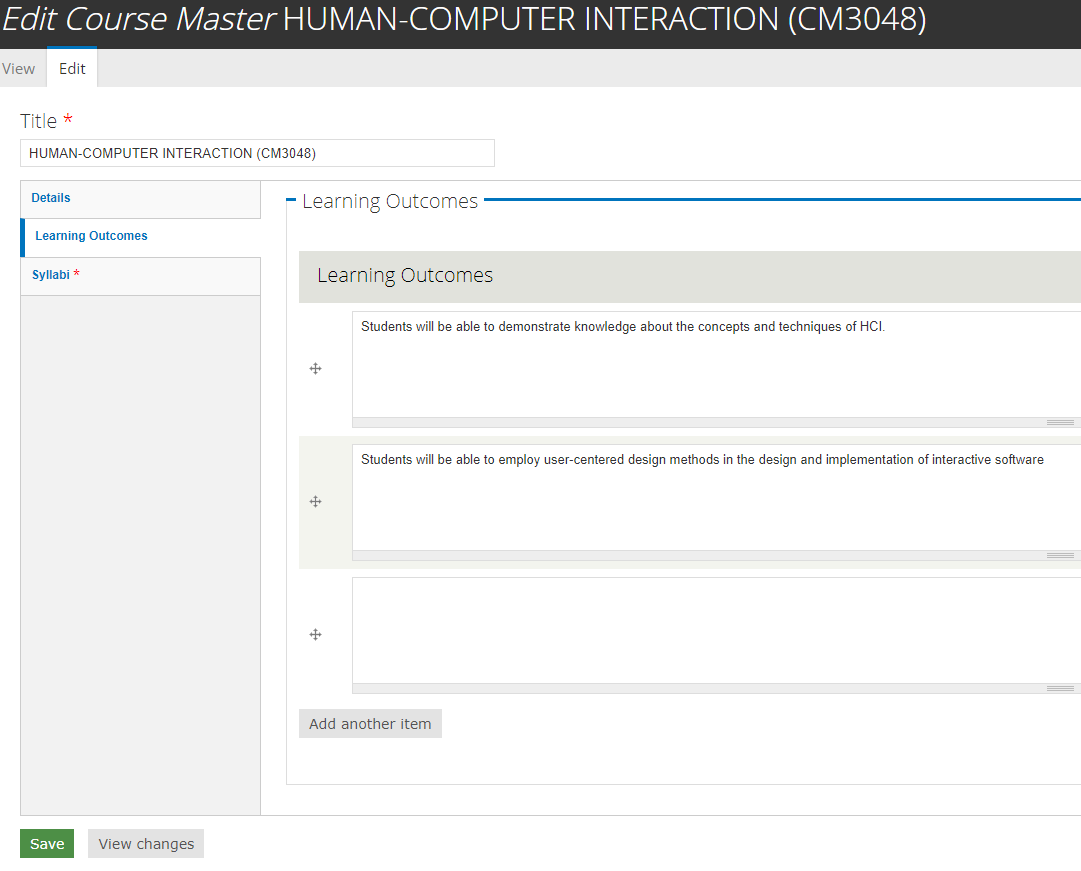 Edit Course Master HUMAN-COMPUTER INTERACTION (CM3048)
View Edit
Title *
HUMAN-COMPUTER INTERACTION (CM3048)
Details
Learning Outcomes
Syllabi *
Learning Outcomes
Learning Outcomes
Students will be able to demonstrate knowledge about the concepts and techniques of HCI.
Students will be able to employ user-centered design methods in the design and implementation of interactive software
Add another item
Save View changes